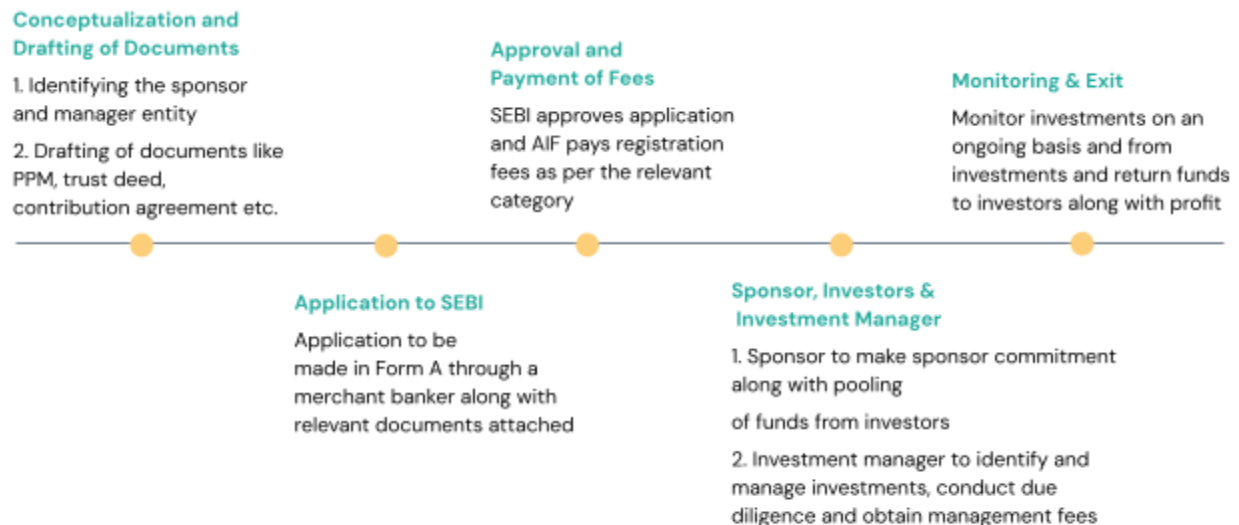 Conceptualization and
Drafting of Documents
1. Identifying the sponsor
and manager entity
2. Drafting of documents like
PPM, trust deed,
contribution agreement etc.
Application to SEBI
Application to be
made in Form A through a
merchant banker along with
relevant documents attached
Approval and
Payment of Fees
SEBI approves application
and AIF pays registration
fees as per the relevant
category
Sponsor, Investors &
Investment Manager
1. Sponsor to make sponsor commitment
along with pooling
of funds from investors
2. Investment manager to identify and
manage investments, conduct due
diligence and obtain management fees
Monitoring & Exit
Monitor investments on an
ongoing basis and from
investments and return funds
to investors along with profit